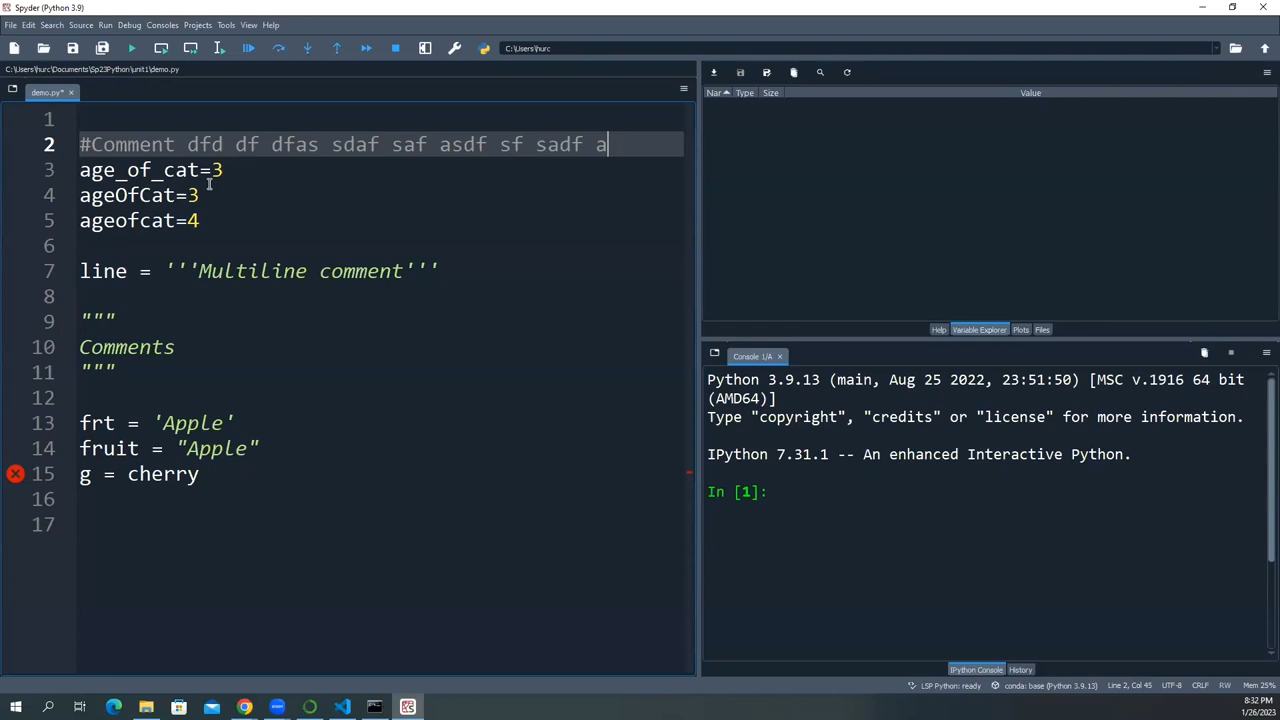 Spyder (Python 3.9)
File Edit Search Source Run Debug Consoles Projects Tools View Help
C:\Users\hurc
C:\Users\hurc\Documents\Sp23Python\unit1\demo.py
demo.py*
1
2 #Comment dfd df dfas sdaf saf asdf sf sadf a
3 age_of_cat=3
4 ageOfCat=3
5 ageofcat=4
6
7 line = '''Multiline comment'''
8
9 """
10 Comments
11 """
12
13 frt = 'Apple'
14 fruit = "Apple"
15 g = cherry
16
17
Nar Type Size Value
Help Variable Explorer Plots Files
Console 1/A
Python 3.9.13 (main, Aug 25 2022, 23:51:50) [MSC v.1916 64 bit
(AMD64)]
Type "copyright", "credits" or "license" for more information.
IPython 7.31.1 -- An enhanced Interactive Python.
In [1]:
IPython Console History
LSP Python: ready conda: base (Python 3.9.13) Line 2, Col 45 UTF-8 CRLF RW Mem 25%
8:32 PM
1/26/2023